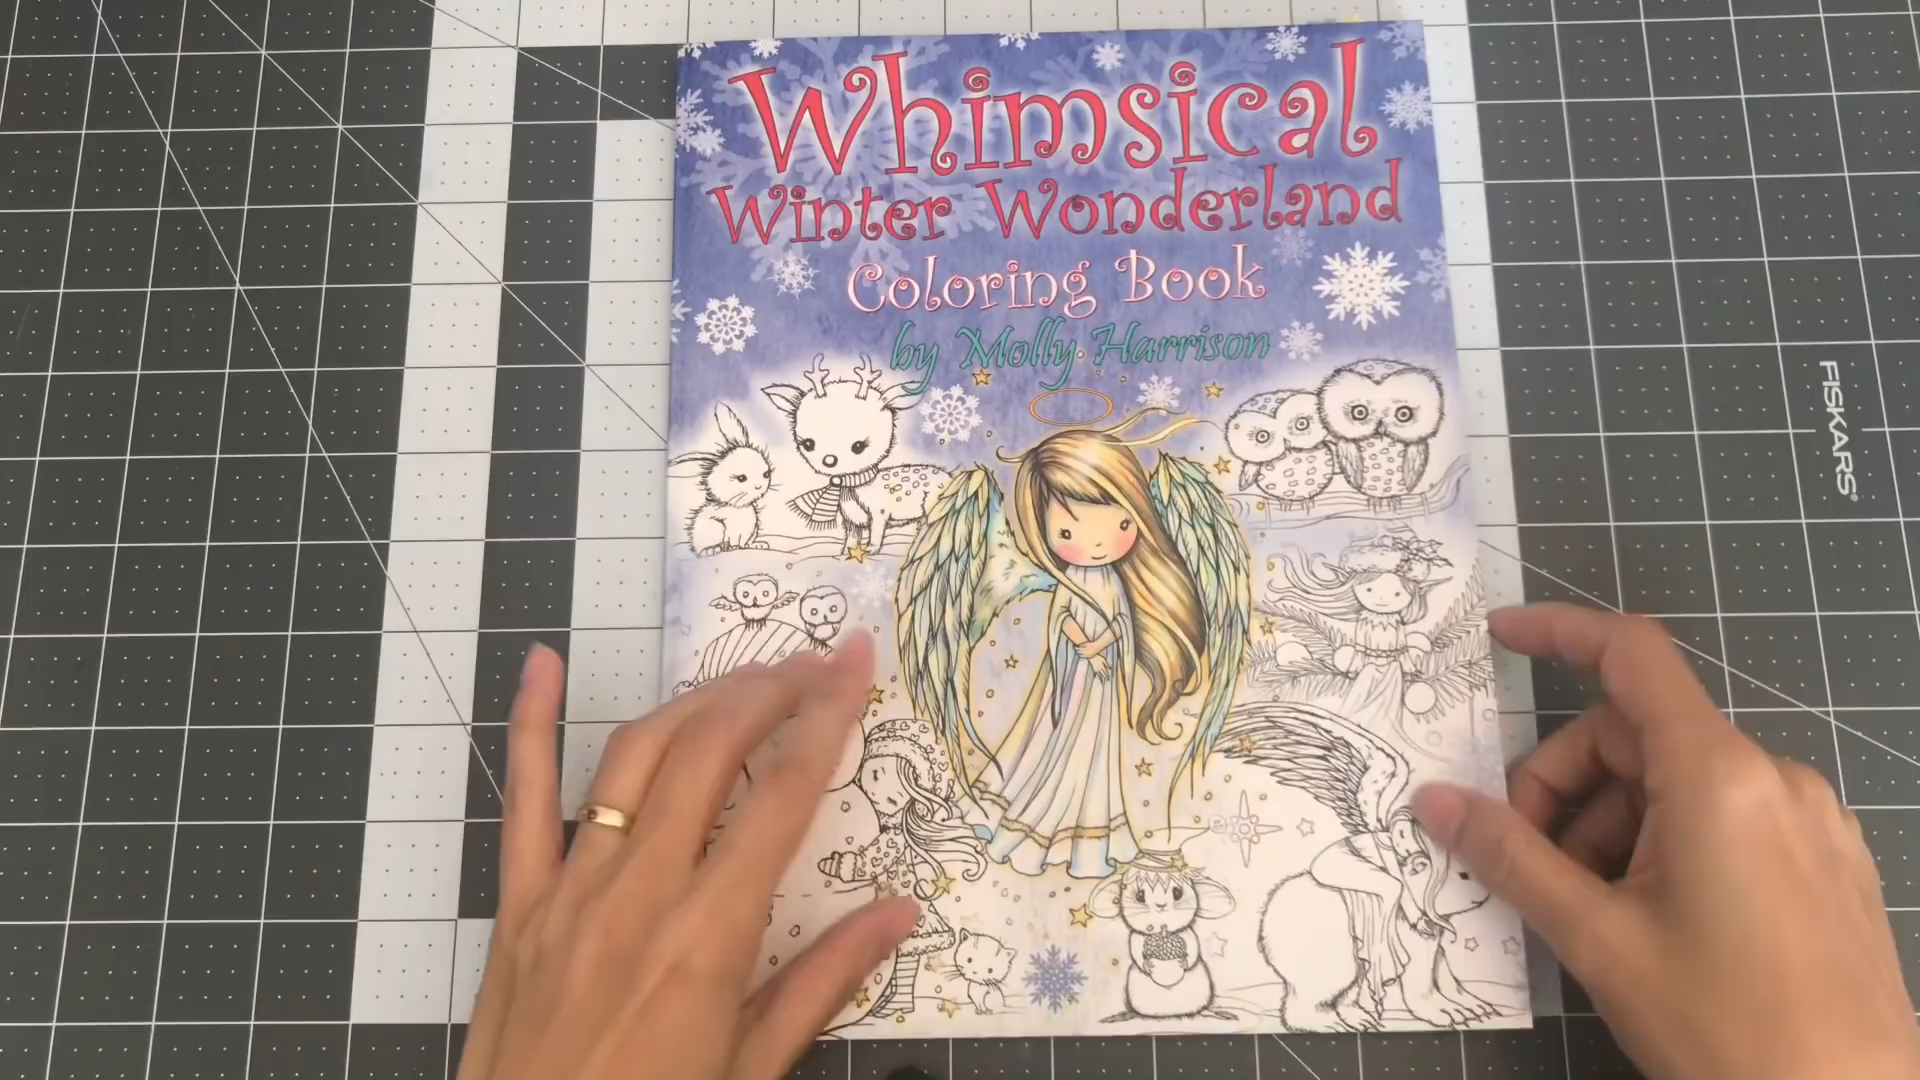 Whimsical
Winter Wonderland
Coloring Book
by Molly Harrison
FISKARS®